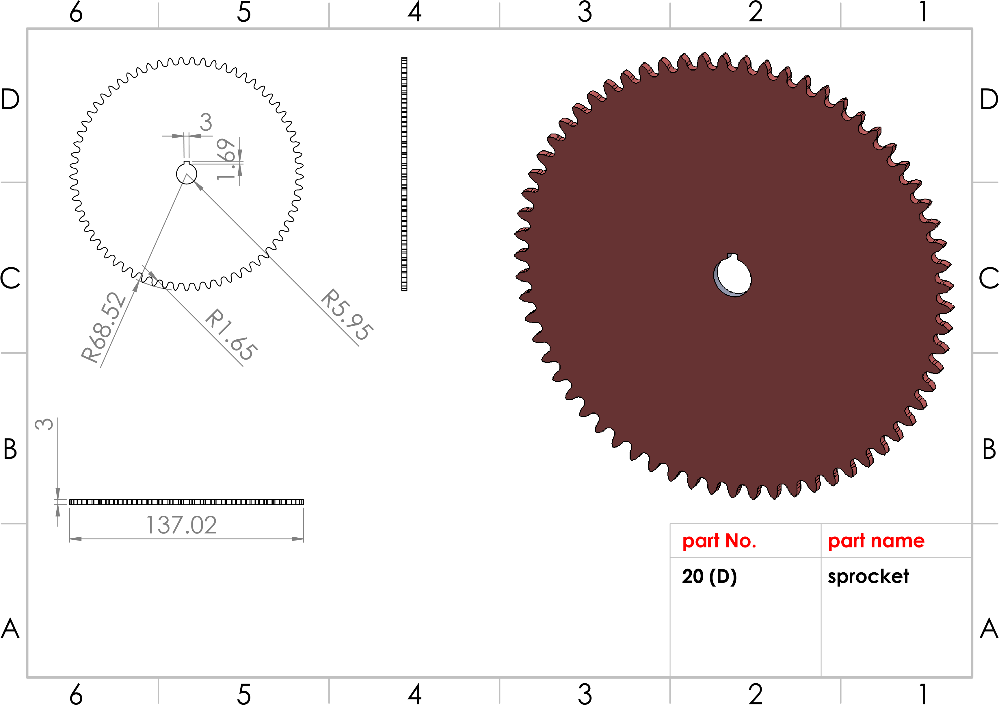 6 5 4 3 2 1
D D
3
1.69
C C
R68.52
R1.65
R5.95
B B
3
137.02
part No. part name
20 (D) sprocket
A A
6 5 4 3 2 1